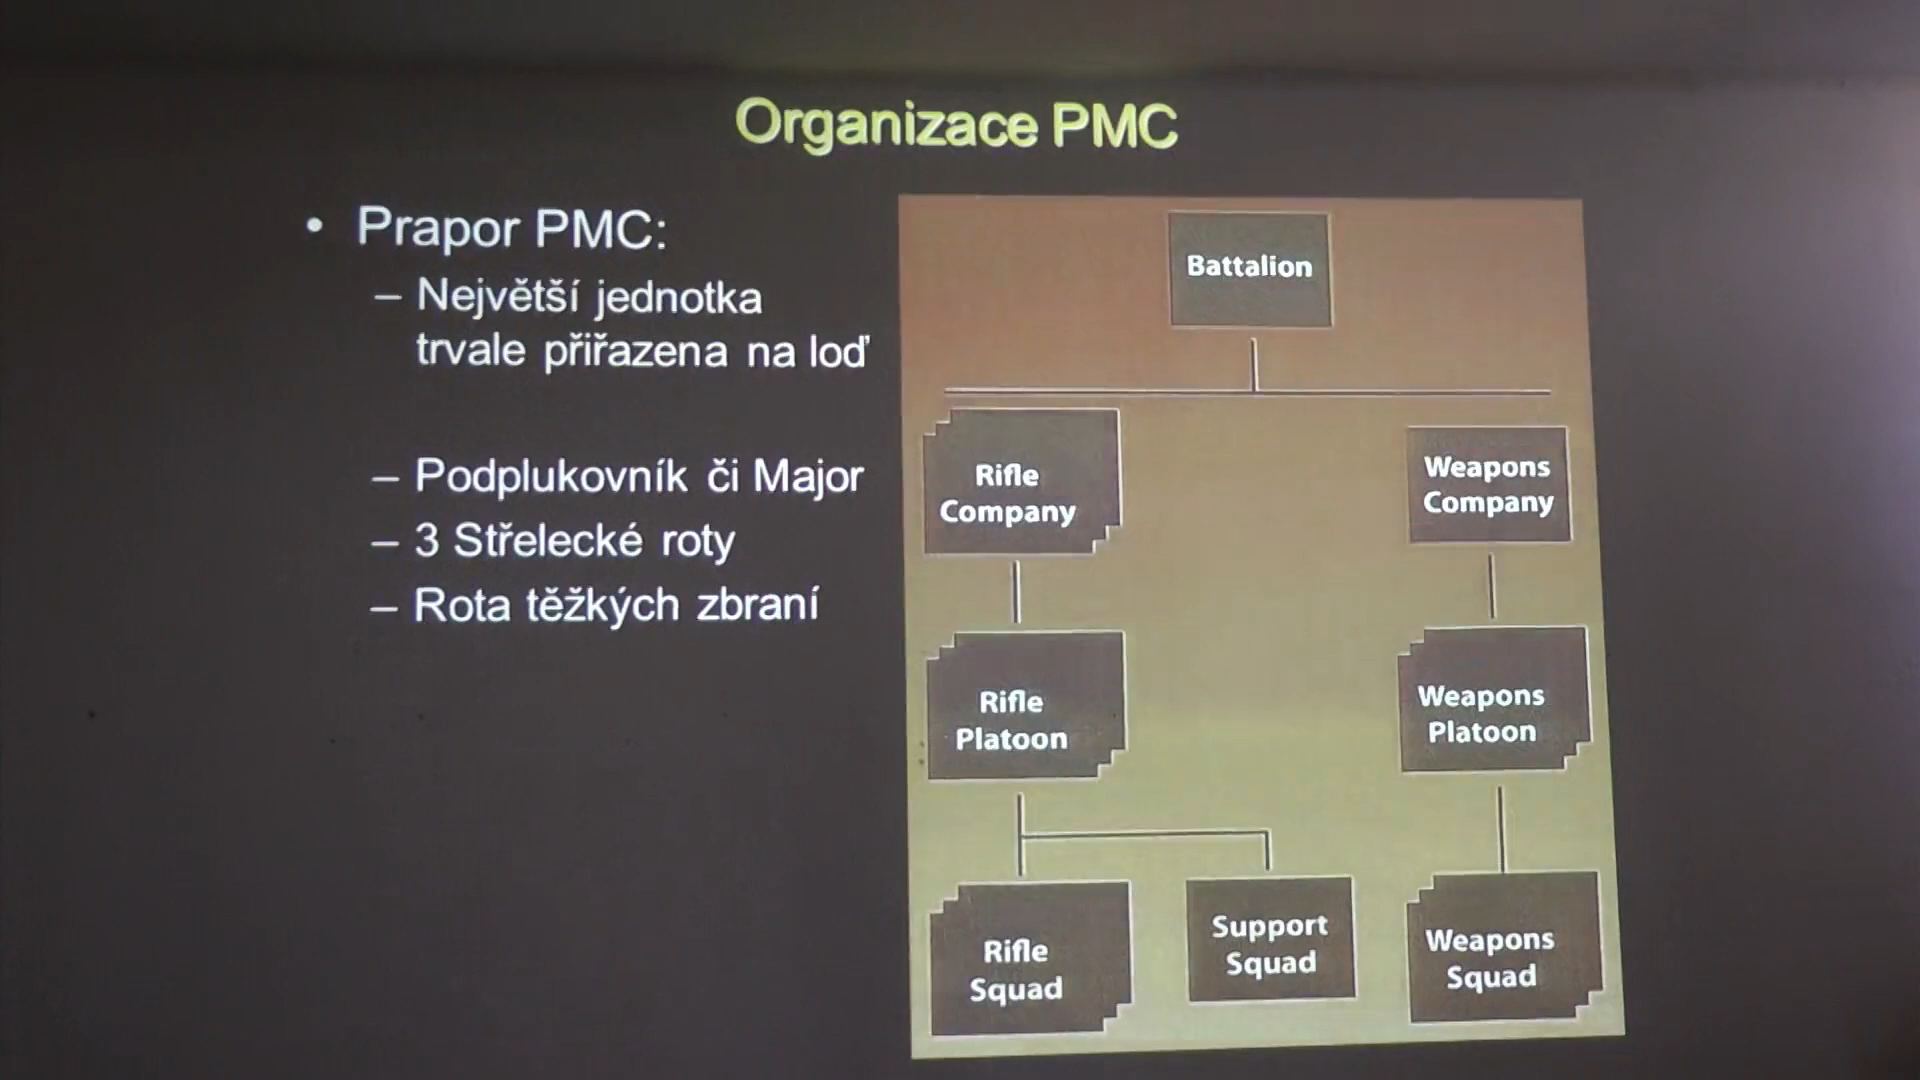 Organizace PMC
• Prapor PMC:
– Největší jednotka
trvale přiřazena na loď
– Podplukovník či Major
– 3 Střelecké roty
– Rota těžkých zbraní
Battalion
Rifle
Company
Weapons
Company
Rifle
Platoon
Weapons
Platoon
Rifle
Squad
Support
Squad
Weapons
Squad